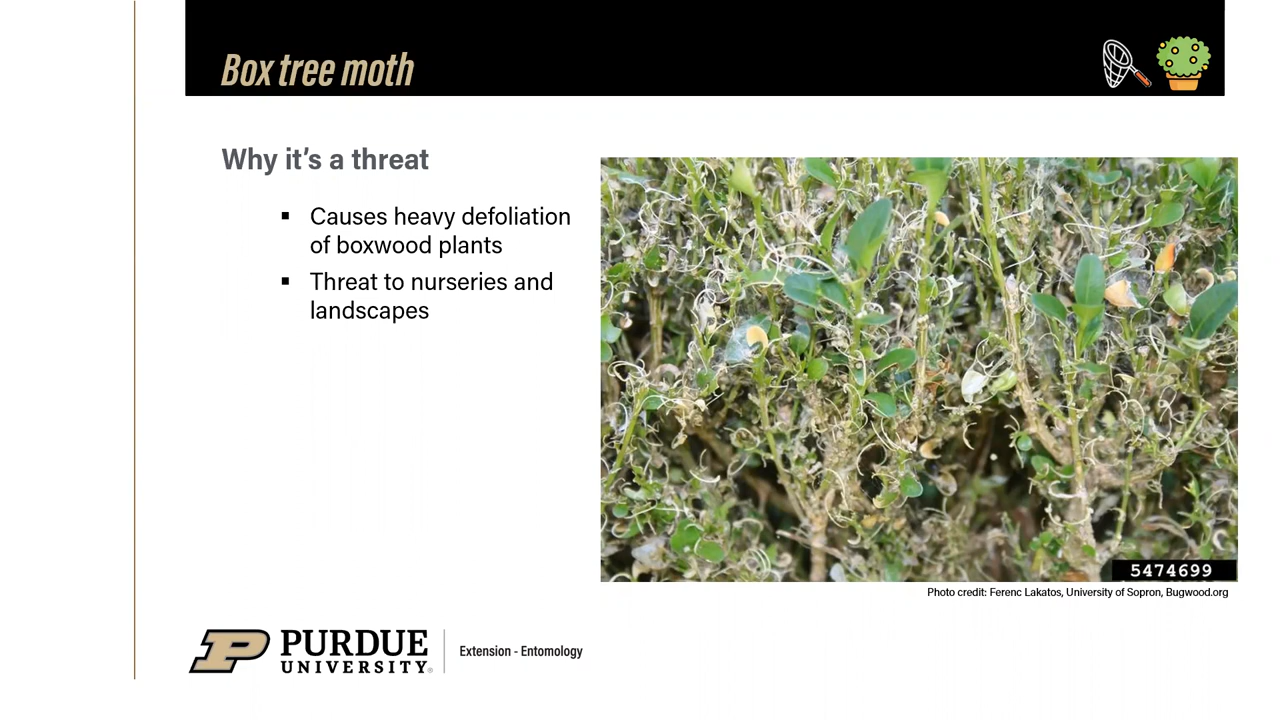 Box tree moth
Why it's a threat
▪ Causes heavy defoliation
of boxwood plants
▪ Threat to nurseries and
landscapes
5474699
Photo credit: Ferenc Lakatos, University of Sopron, Bugwood.org
P PURDUE
UNIVERSITY®
Extension - Entomology